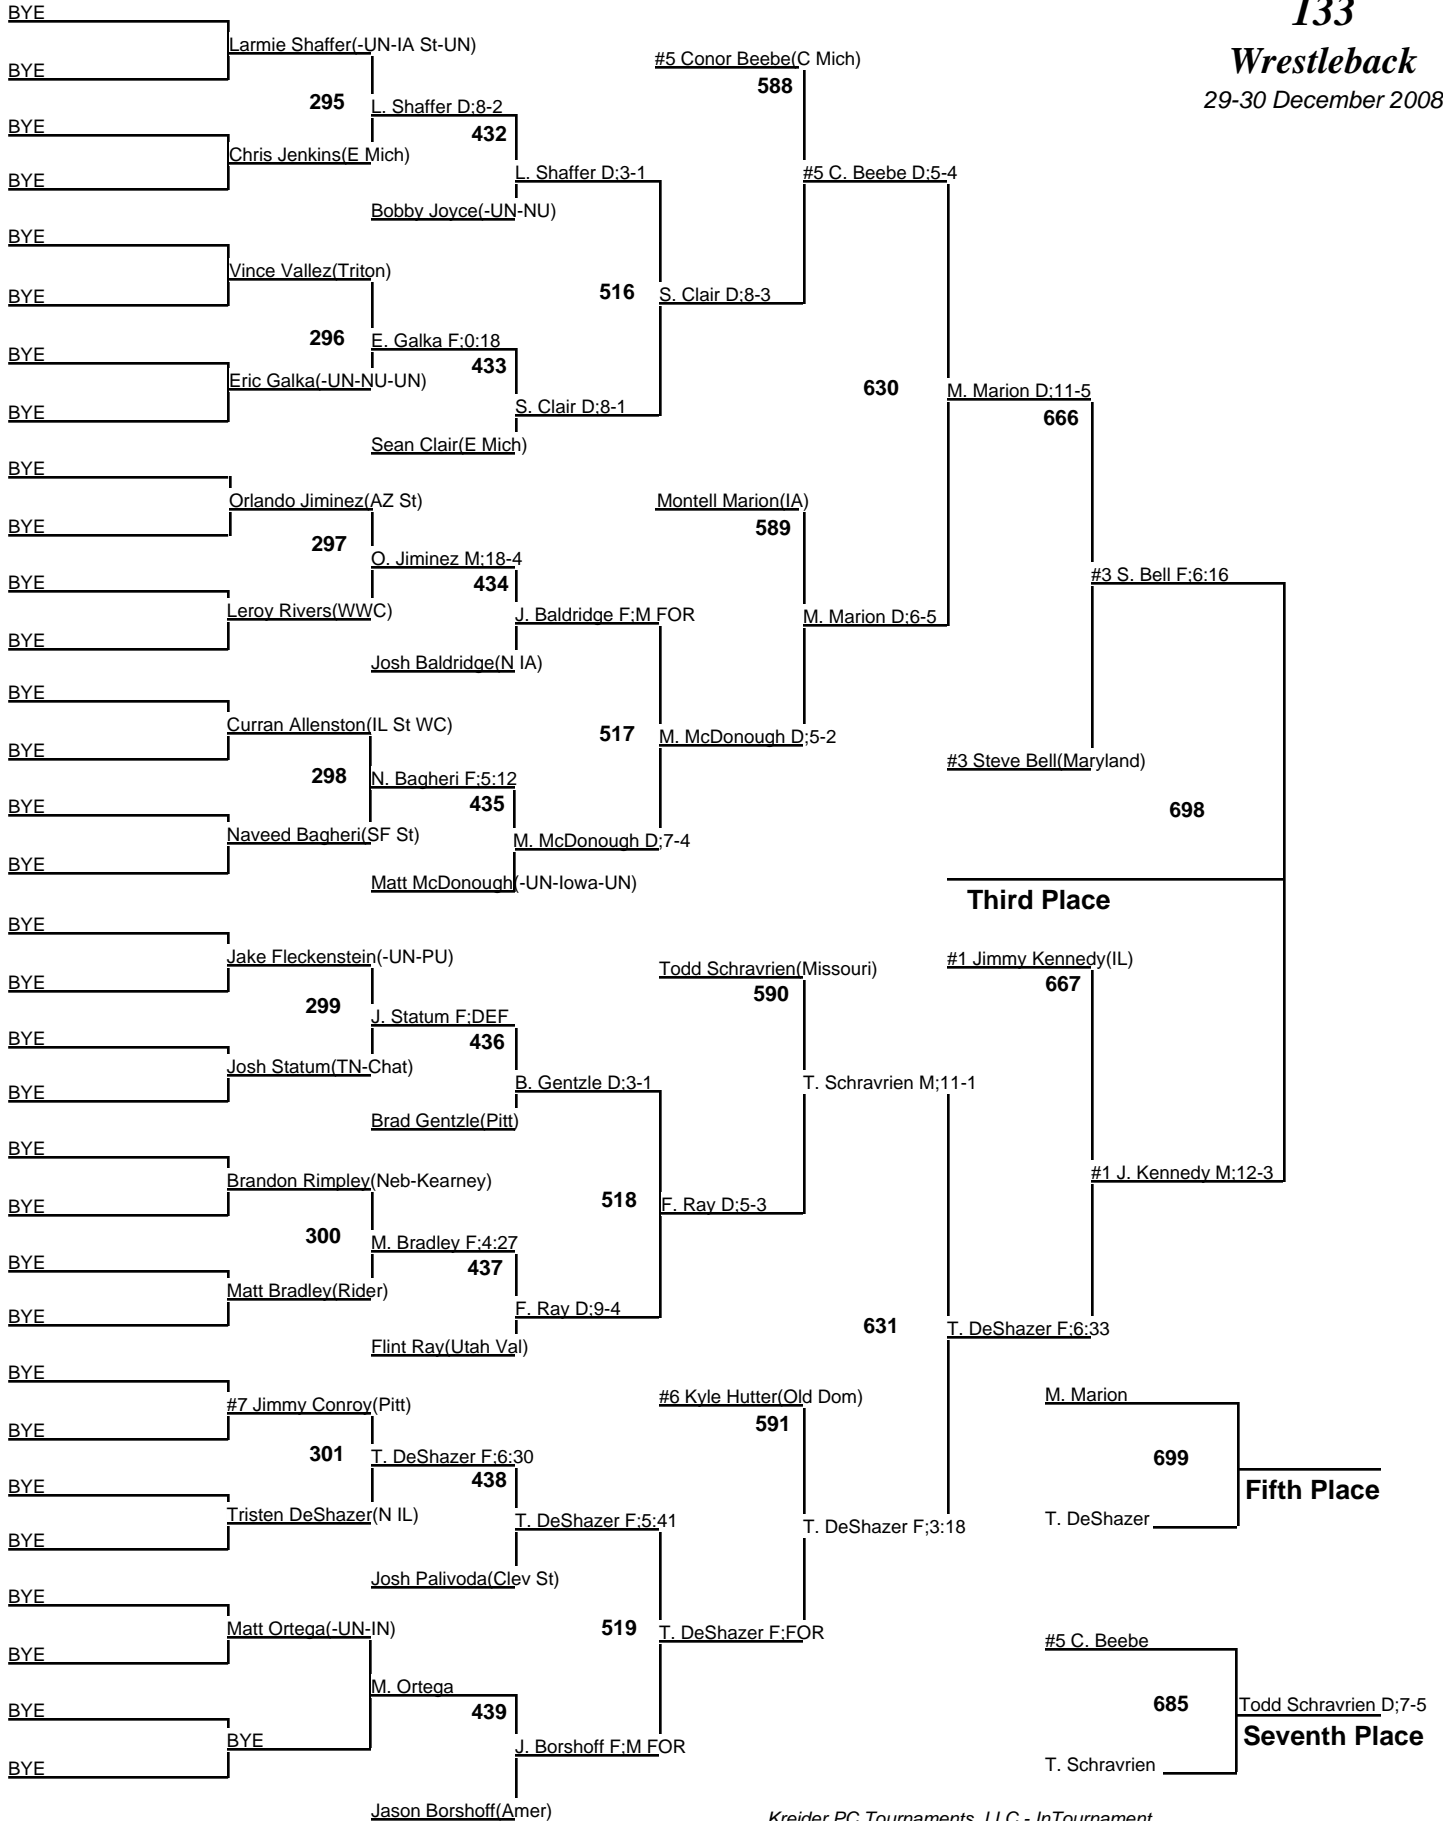 133
Wrestleback
29-30 December 2008
BYE
Larmie Shaffer(-UN-IA St-UN)
#5 Conor Beebe(C Mich)
BYE
588
295
L. Shaffer D;8-2
BYE
432
Chris Jenkins(E Mich)
BYE
L. Shaffer D;3-1
#5 C. Beebe D;5-4
Bobby Joyce(-UN-NU)
BYE
Vince Vallez(Triton)
BYE
516
S. Clair D;8-3
296
E. Galka F;0:18
BYE
433
Eric Galka(-UN-NU-UN)
630
M. Marion D;11-5
BYE
S. Clair D;8-1
666
Sean Clair(E Mich)
BYE
Orlando Jiminez(AZ St)
Montell Marion(IA)
BYE
589
297
O. Jiminez M;18-4
BYE
434
#3 S. Bell F;6:16
Leroy Rivers(WWC)
J. Baldridge F;M FOR
M. Marion D;6-5
BYE
Josh Baldridge(N IA)
BYE
Curran Allenston(IL St WC)
BYE
517
M. McDonough D;5-2
298
N. Bagheri F;5:12
#3 Steve Bell(Maryland)
BYE
435
698
Naveed Bagheri(SF St)
M. McDonough D;7-4
BYE
Matt McDonough(-UN-Iowa-UN)
Third Place
BYE
Jake Fleckenstein(-UN-PU)
Todd Schravrien(Missouri)
#1 Jimmy Kennedy(IL)
BYE
590
667
299
J. Statum F;DEF
BYE
436
Josh Statum(TN-Chat)
BYE
B. Gentzle D;3-1
T. Schravrien M;11-1
Brad Gentzle(Pitt)
BYE
Brandon Rimpley(Neb-Kearney)
#1 J. Kennedy M;12-3
BYE
518
F. Ray D;5-3
300
M. Bradley F;4:27
BYE
437
Matt Bradley(Rider)
BYE
F. Ray D;9-4
631
T. DeShazer F;6:33
Flint Ray(Utah Val)
BYE
#7 Jimmy Conroy(Pitt)
#6 Kyle Hutter(Old Dom)
M. Marion
BYE
591
301
T. DeShazer F;6:30
699
BYE
438
Fifth Place
Tristen DeShazer(N IL)
T. DeShazer F;5:41
T. DeShazer F;3:18
T. DeShazer
BYE
Josh Palivoda(Clev St)
BYE
Matt Ortega(-UN-IN)
519
T. DeShazer F;FOR
#5 C. Beebe
BYE
M. Ortega
BYE
439
685
Todd Schravrien D;7-5
BYE
J. Borshoff F;M FOR
Seventh Place
BYE
T. Schravrien
Jason Borshoff(Amer)
Kreider PC Tournaments, LLC - InTournament